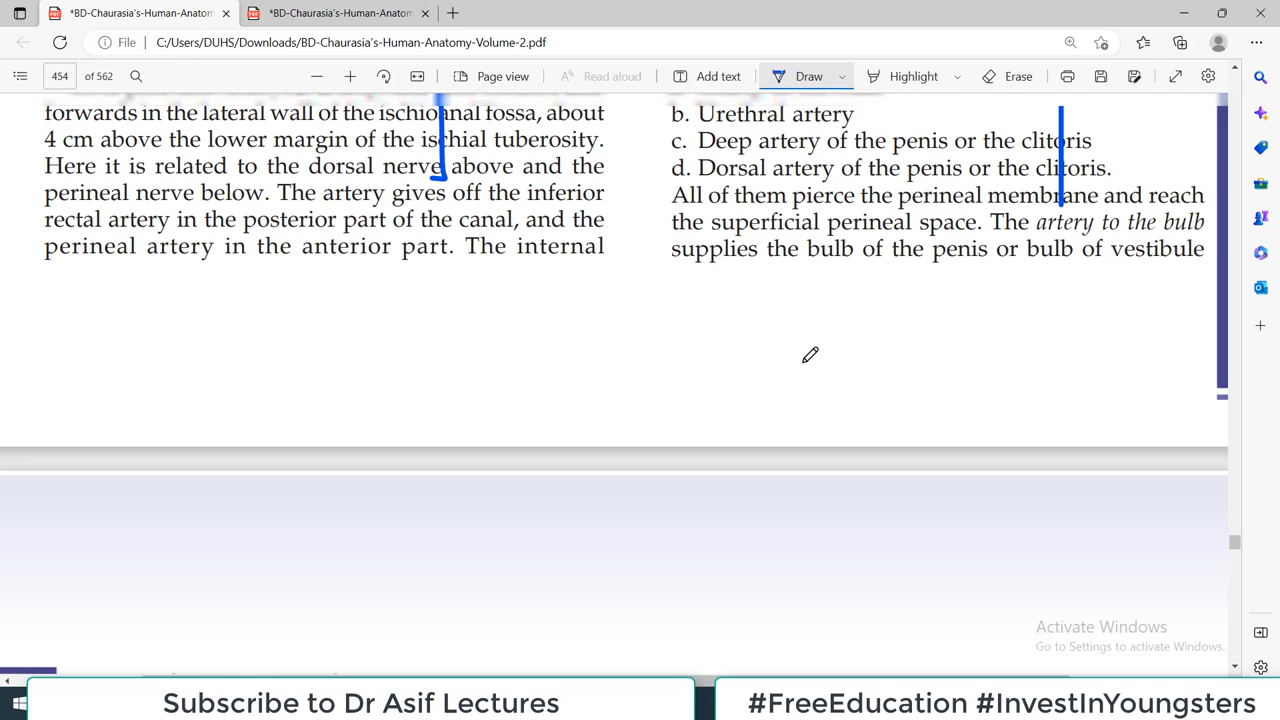 *BD-Chaurasia's-Human-Anatom
*BD-Chaurasia's-Human-Anatom
File
C:/Users/DUHS/Downloads/BD-Chaurasia's-Human-Anatomy-Volume-2.pdf
454 of 562
Page view
Read aloud
Add text
Draw
Highlight
Erase
forwards in the lateral wall of the ischioanal fossa, about
4 cm above the lower margin of the ischial tuberosity.
Here it is related to the dorsal nerve above and the
perineal nerve below. The artery gives off the inferior
rectal artery in the posterior part of the canal, and the
perineal artery in the anterior part. The internal
b. Urethral artery
c. Deep artery of the penis or the clitoris
d. Dorsal artery of the penis or the clitoris.
All of them pierce the perineal membrane and reach
the superficial perineal space. The artery to the bulb
supplies the bulb of the penis or bulb of vestibule
Activate Windows
Go to Settings to activate Windows.
Subscribe to Dr Asif Lectures
#FreeEducation #InvestInYoungsters